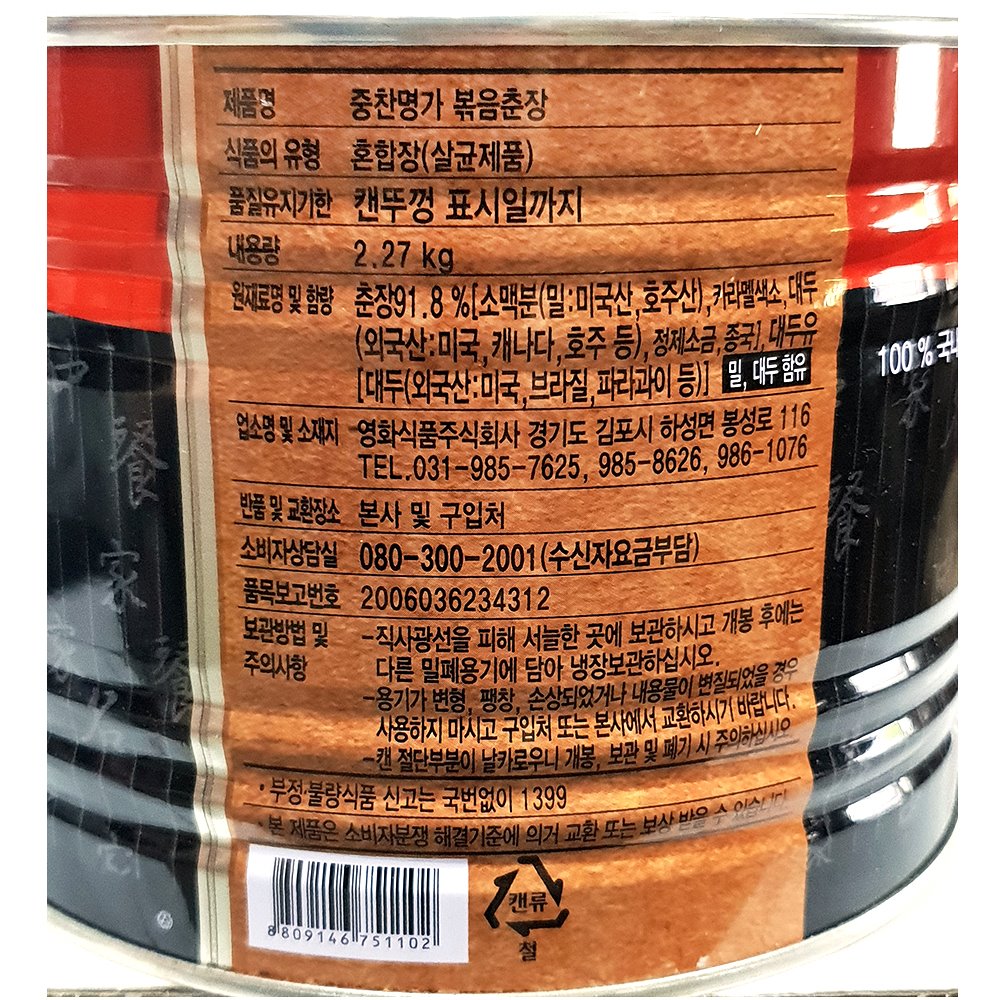 제품명 중찬명가 볶음춘장
식품의 유형 혼합장(살균제품)
품질유지기한 캔뚜껑 표시일까지
내용량 2.27 kg
원재료명 및 함량 춘장91.8 %[소맥분(밀:미국산,호주산),카라멜색소,대두
(외국산:미국,캐나다,호주 등),정제소금,종국], 대두유
[대두(외국산:미국,브라질,파라과이 등)] 밀, 대두 함유
업소명 및 소재지 영화식품주식회사 경기도 김포시 하성면 봉성로 116
TEL.031-985-7625, 985-8626, 986-1076
반품 및 교환장소 본사 및 구입처
소비자상담실 080-300-2001(수신자요금부담)
품목보고번호 2006036234312
보관방법 및 -직사광선을 피해 서늘한 곳에 보관하시고 개봉 후에는
주의사항 다른 밀폐용기에 담아 냉장보관하십시오.
-용기가 변형, 팽창, 손상되었거나 내용물이 변질되었을 경우
사용하지 마시고 구입처 또는 본사에서 교환하시기 바랍니다.
-캔 절단부분이 날카로우니 개봉, 보관 및 폐기 시 주의하십시오
·부정·불량식품 신고는 국번없이 1399
·본 제품은 소비자분쟁 해결기준에 의거 교환 또는 보상 받을 수 있습니다.
8 809146 751102
캔류
철
100 % 국내
餐
家
餐
名
家
餐